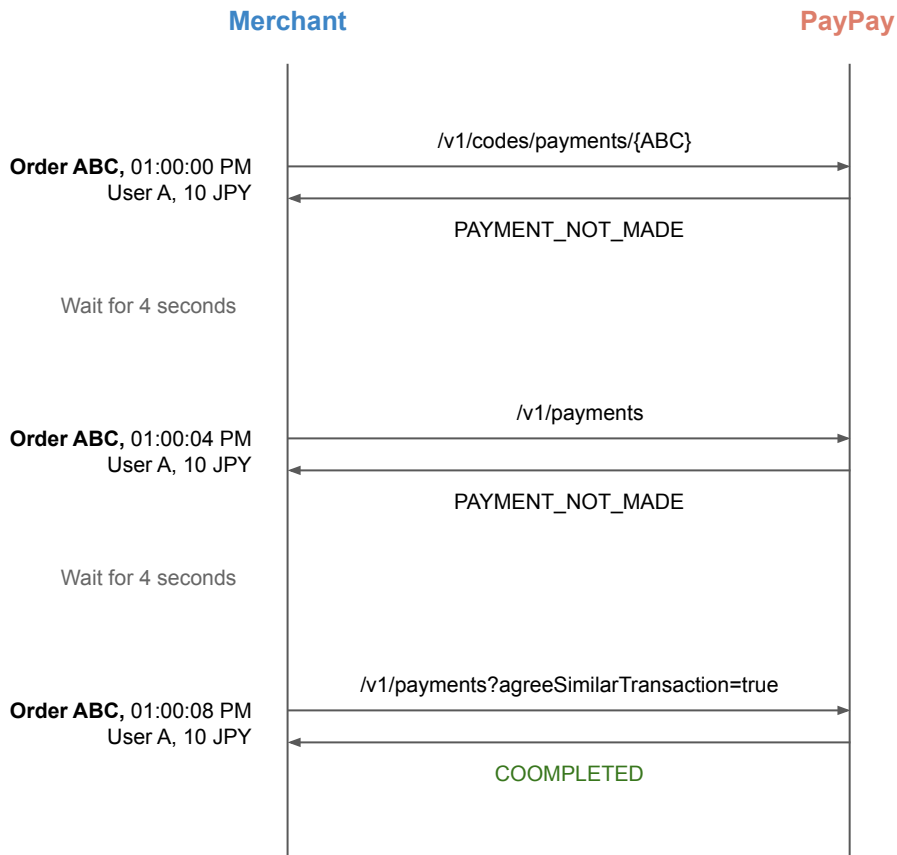 Merchant
PayPay
/v1/codes/payments/{ABC}
Order ABC, 01:00:00 PM
User A, 10 JPY
PAYMENT_NOT_MADE
Wait for 4 seconds
/v1/payments
Order ABC, 01:00:04 PM
User A, 10 JPY
PAYMENT_NOT_MADE
Wait for 4 seconds
/v1/payments?agreeSimilarTransaction=true
Order ABC, 01:00:08 PM
User A, 10 JPY
COOMPLETED